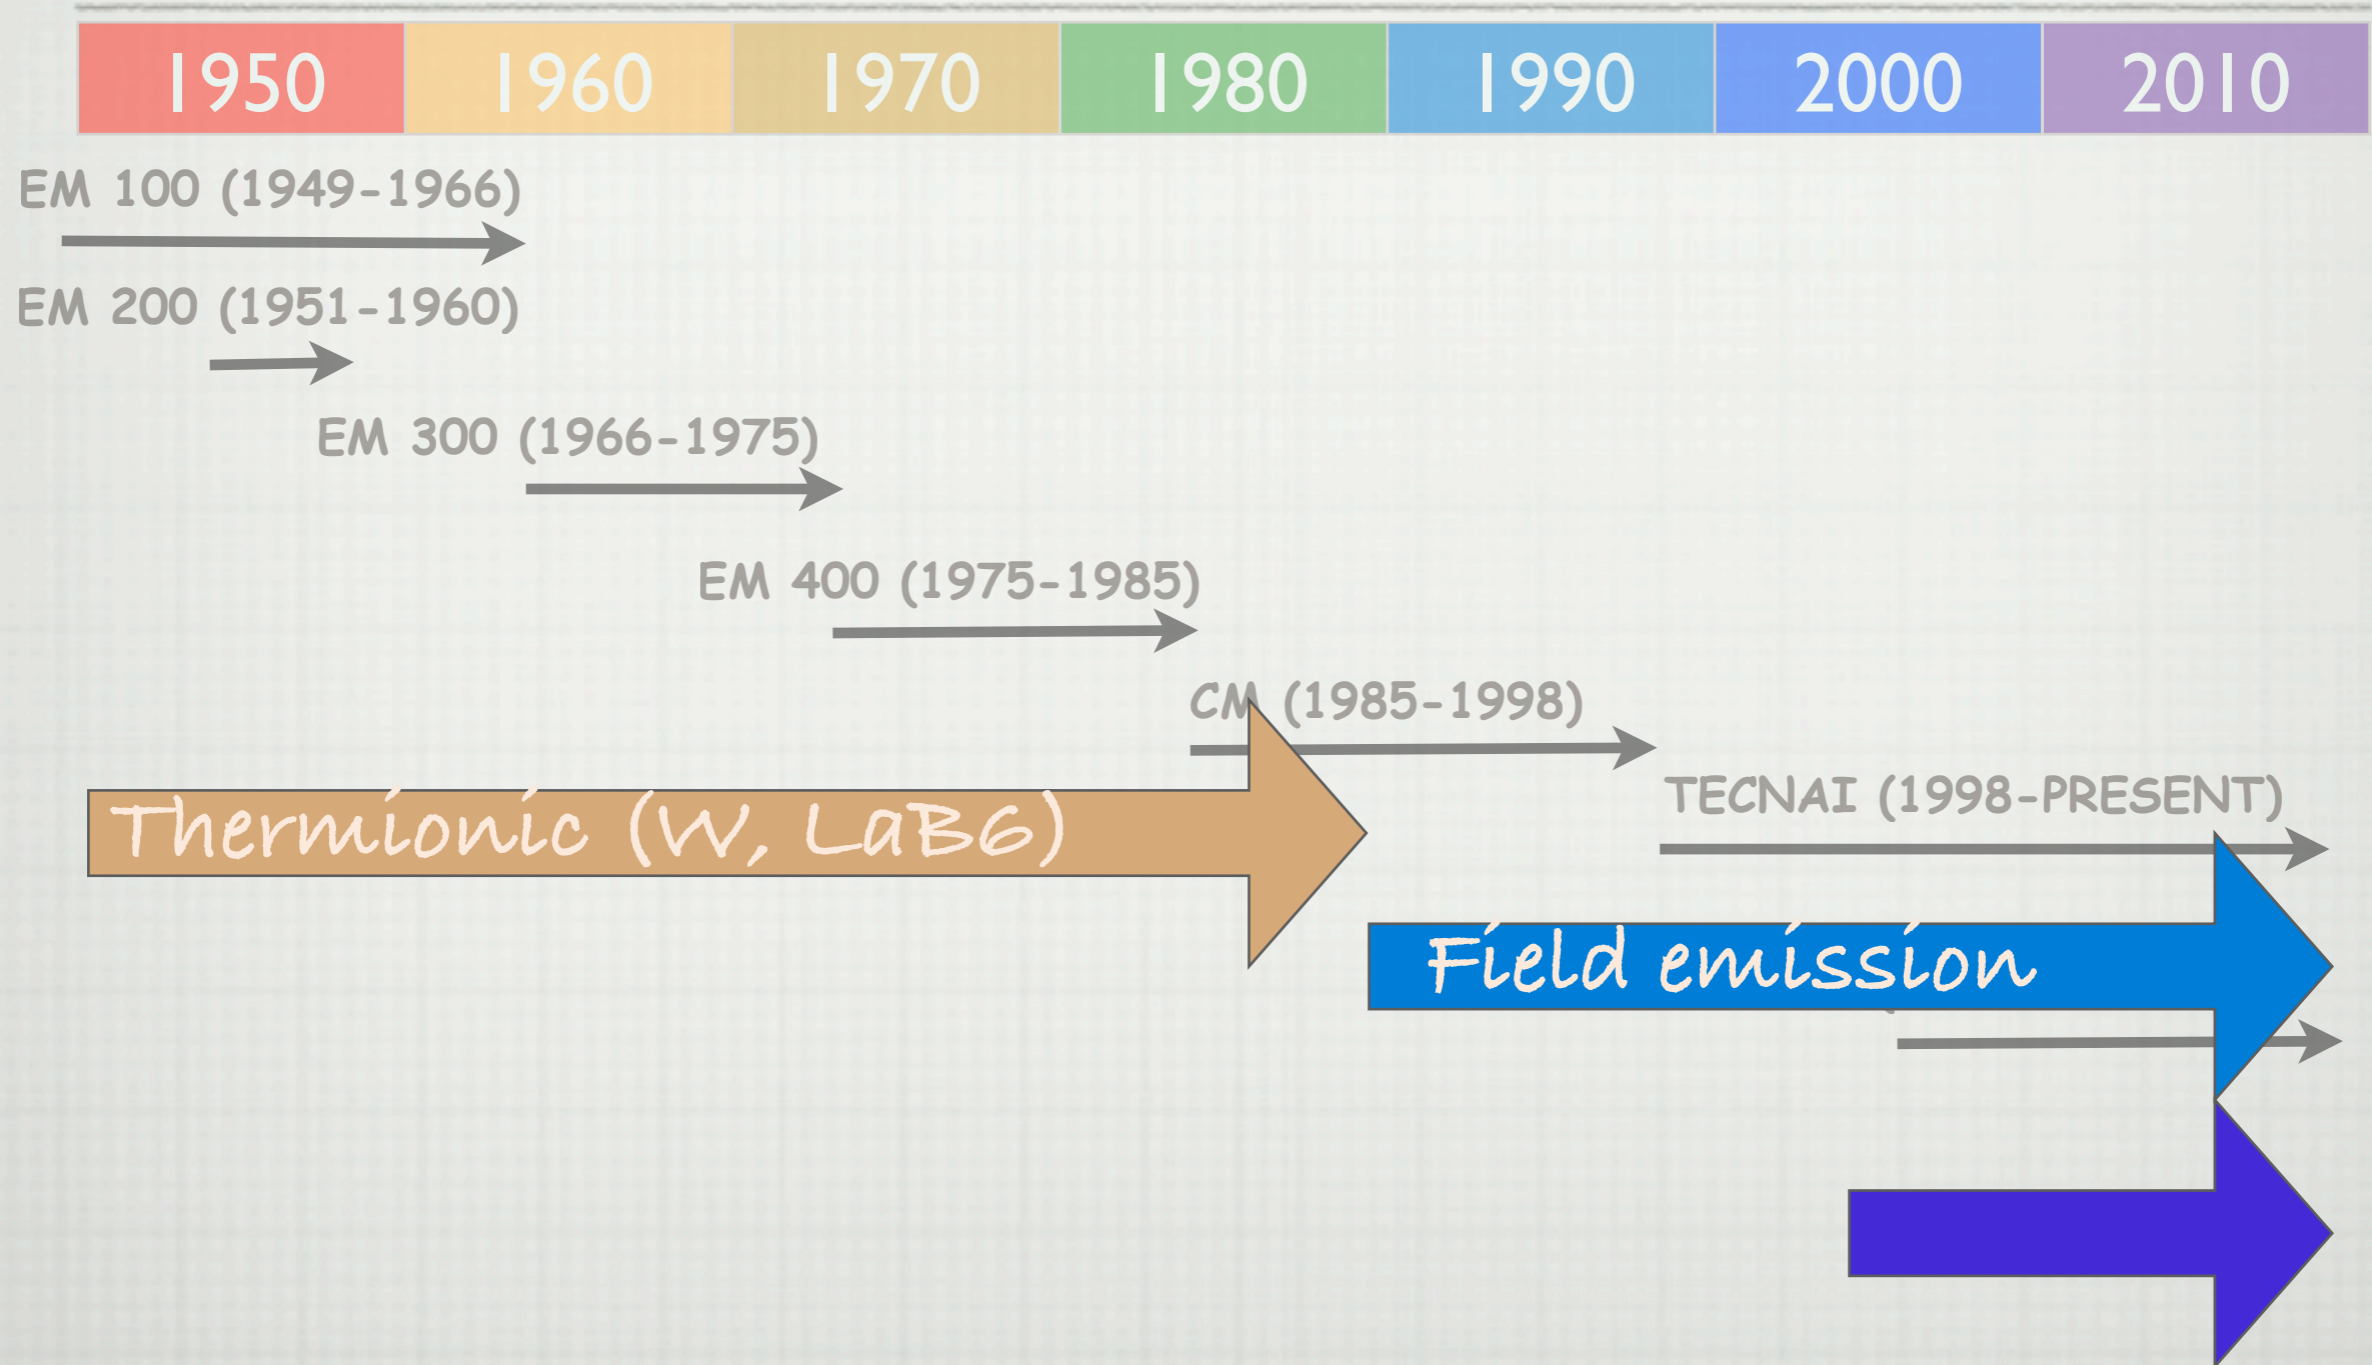 1950 1960 1970 1980 1990 2000 2010
EM 100 (1949-1966)
EM 200 (1951-1960)
EM 300 (1966-1975)
EM 400 (1975-1985)
CM (1985-1998)
TECNAI (1998-PRESENT)
Thermionic (W, LaB6)
Field emission